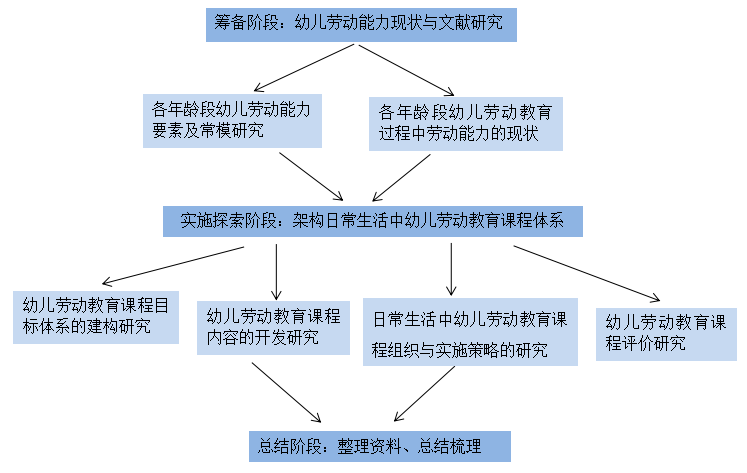 筹备阶段：幼儿劳动能力现状与文献研究
各年龄段幼儿劳动能力
要素及常模研究
各年龄段幼儿劳动教育
过程中劳动能力的现状
实施探索阶段：架构日常生活中幼儿劳动教育课程体系
幼儿劳动教育课程目
标体系的建构研究
幼儿劳动教育课程
内容的开发研究
日常生活中幼儿劳动教育课
程组织与实施策略的研究
幼儿劳动教育课
程评价研究
总结阶段：整理资料、总结梳理